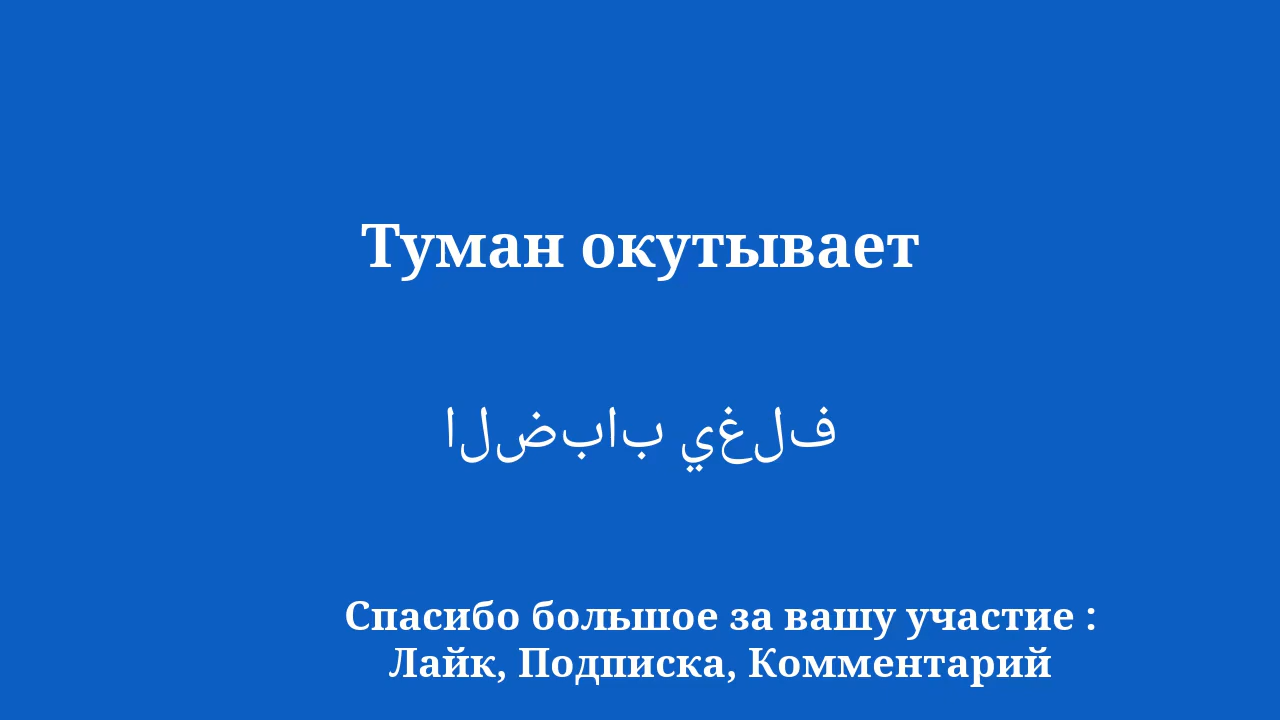 Туман окутывает
الضباب يغلف
Спасибо большое за вашу участие :
Лайк, Подписка, Комментарий